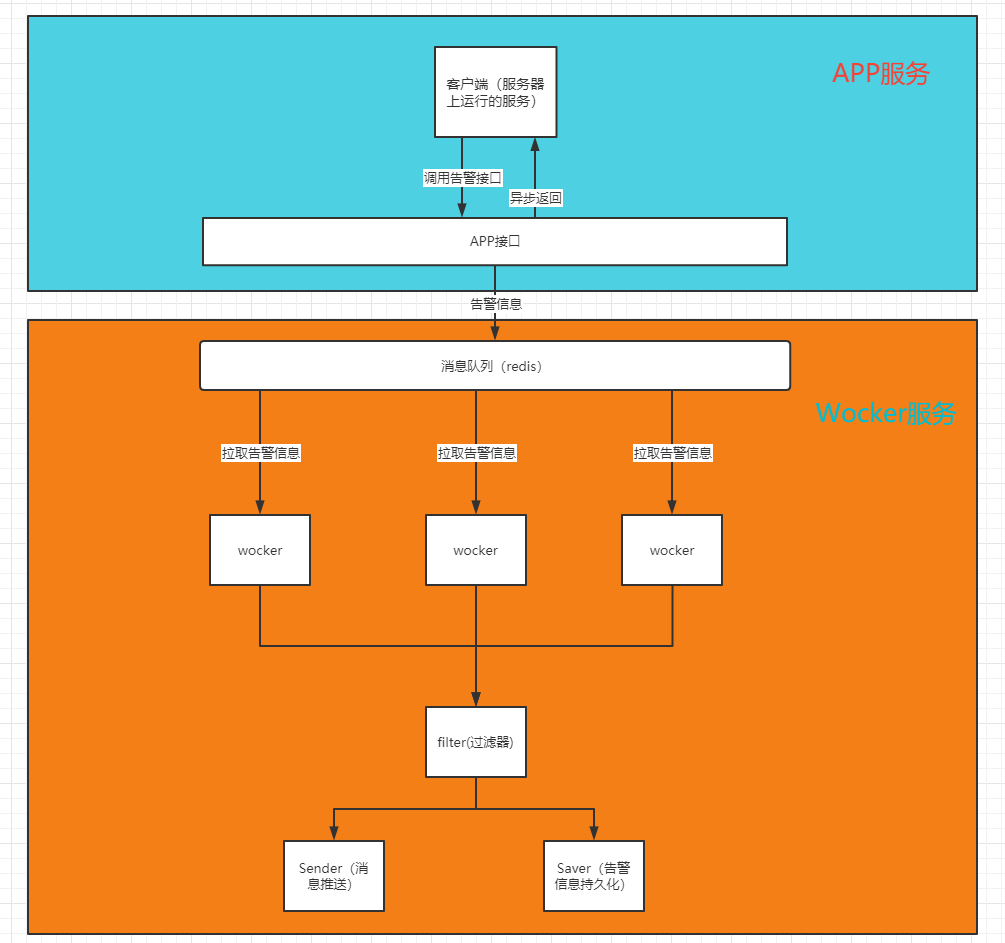 APP服务
客户端（服务器
上运行的服务）
调用告警接口
异步返回
APP接口
告警信息
消息队列（redis）
Wocker服务
拉取告警信息
拉取告警信息
拉取告警信息
wocker
wocker
wocker
filter(过滤器)
Sender（消
息推送）
Saver（告警
信息持久化）